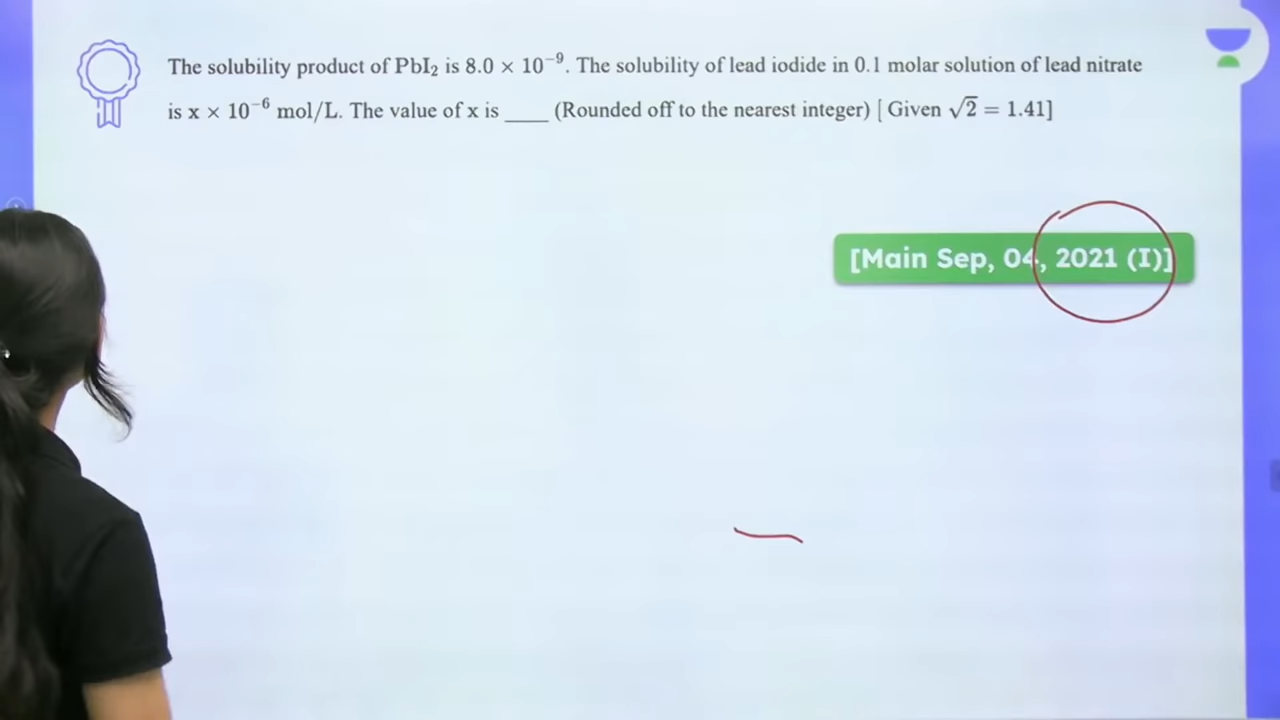 The solubility product of PbI₂ is 8.0 × 10⁻⁹. The solubility of lead iodide in 0.1 molar solution of lead nitrate
is x × 10⁻⁶ mol/L. The value of x is ____ (Rounded off to the nearest integer) [ Given √2 = 1.41]
[Main Sep, 04, 2021 (I)]